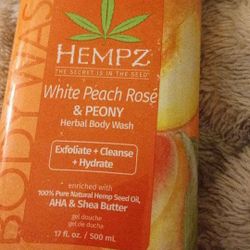 BODY WAS
HEMPZ
THE SECRET IS IN THE SEED
White Peach Rosé
& PEONY
Herbal Body Wash
Exfoliate + Cleanse
+ Hydrate
enriched with
100% Pure Natural Hemp Seed Oil,
AHA & Shea Butter
gel douche
gel de ducha
17 fl. oz. / 500 mL